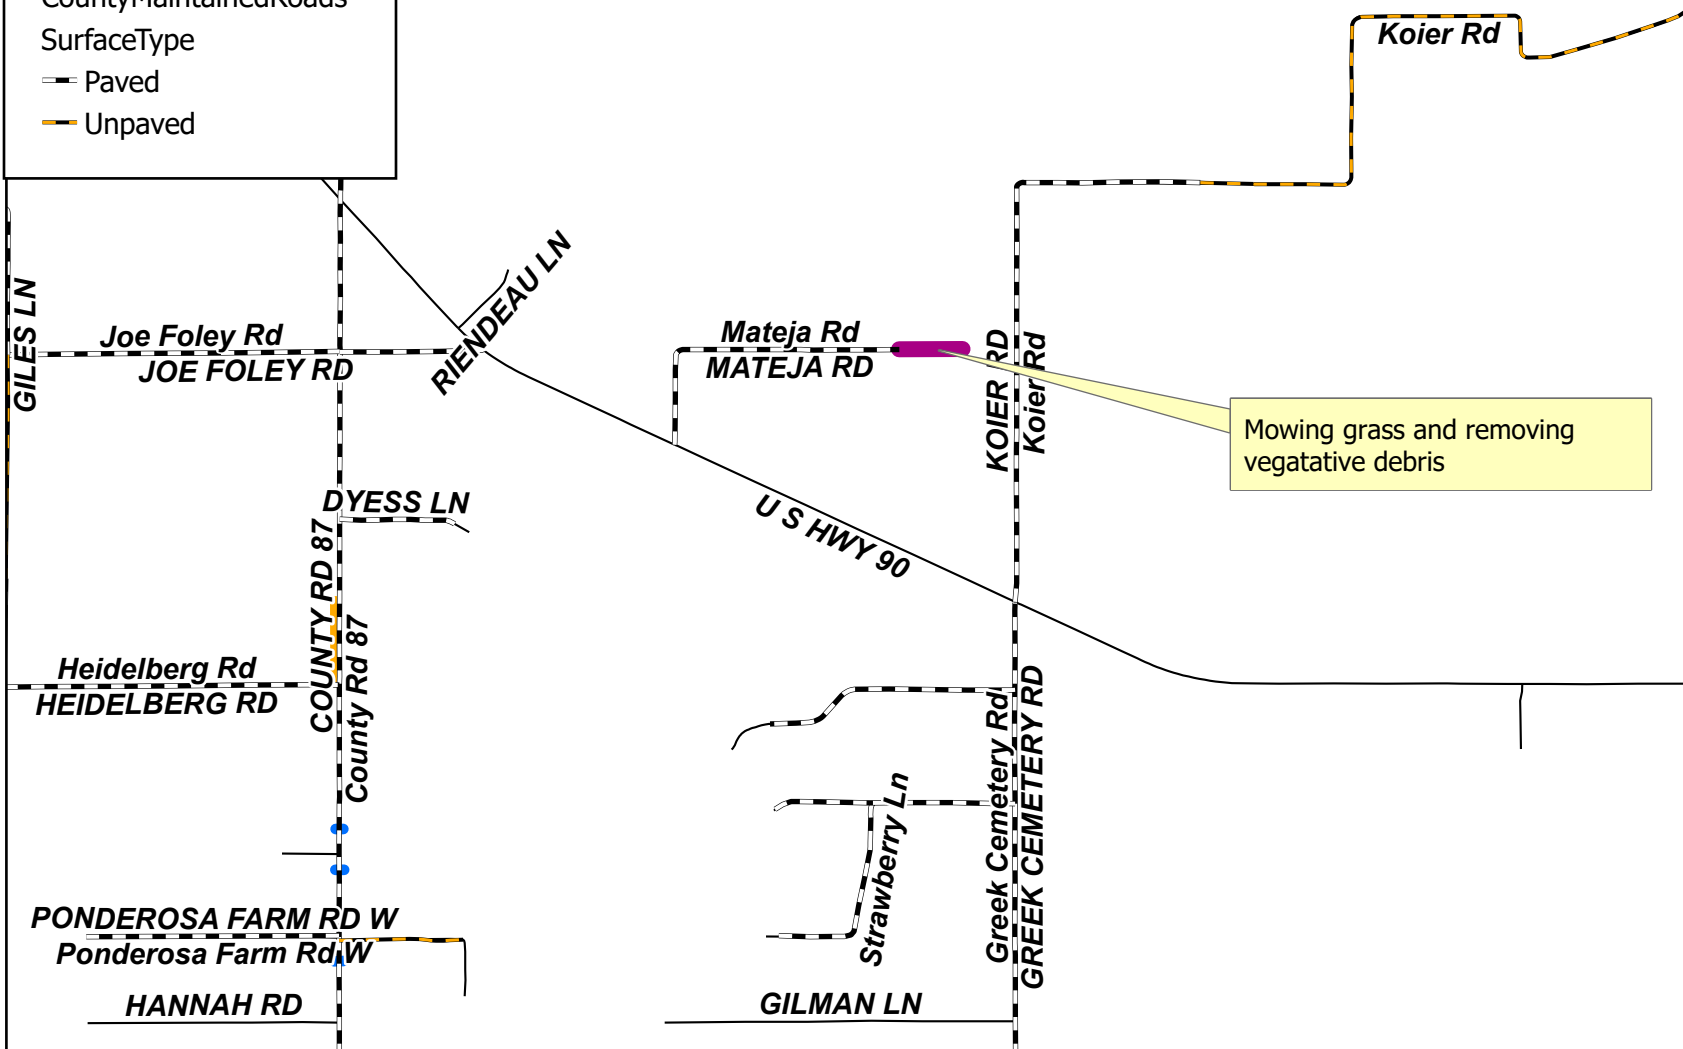 CountyMaintainedRoads
SurfaceType
Paved
Unpaved
Koier Rd
GILES LN
Joe Foley Rd
JOE FOLEY RD
RIENDEAU LN
Mateja Rd
MATEJA RD
KOIER RD
Koier Rd
Mowing grass and removing
vegatative debris
DYESS LN
U S HWY 90
COUNTY RD 87
County Rd 87
Heidelberg Rd
HEIDELBERG RD
Greek Cemetery Rd
GREEK CEMETERY RD
Strawberry Ln
PONDEROSA FARM RD W
Ponderosa Farm Rd W
HANNAH RD
GILMAN LN